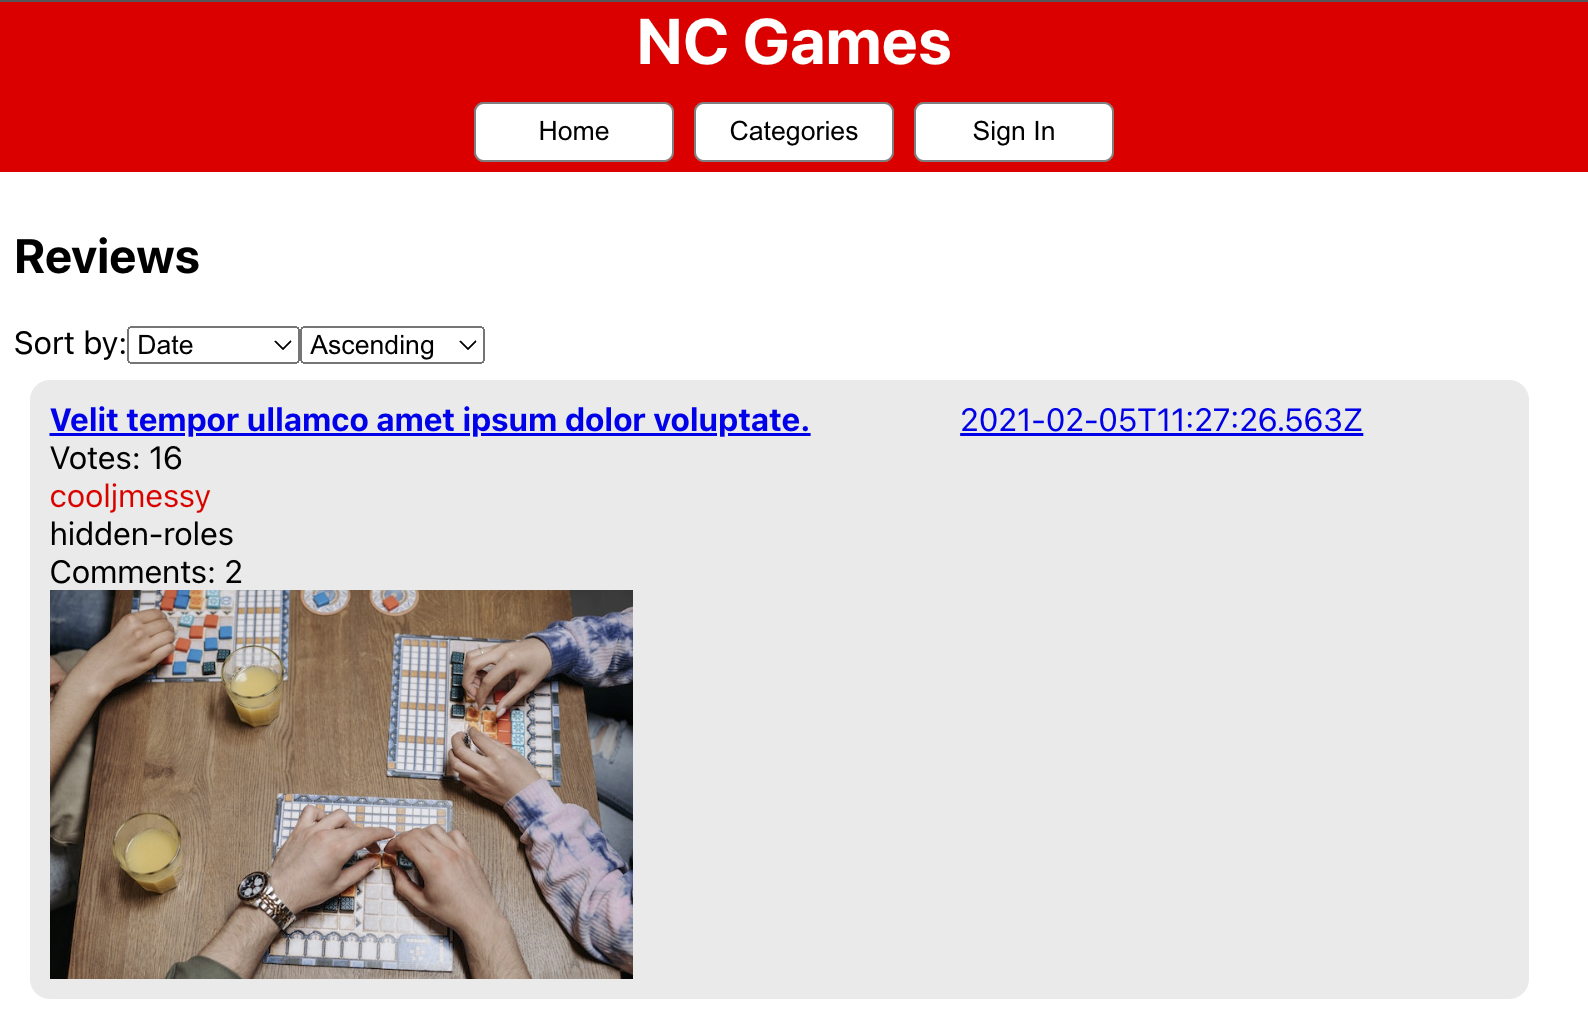 NC Games
Home Categories Sign In
Reviews
Sort by: Date Ascending
Velit tempor ullamco amet ipsum dolor voluptate. 2021-02-05T11:27:26.563Z
Votes: 16
cooljmessy
hidden-roles
Comments: 2